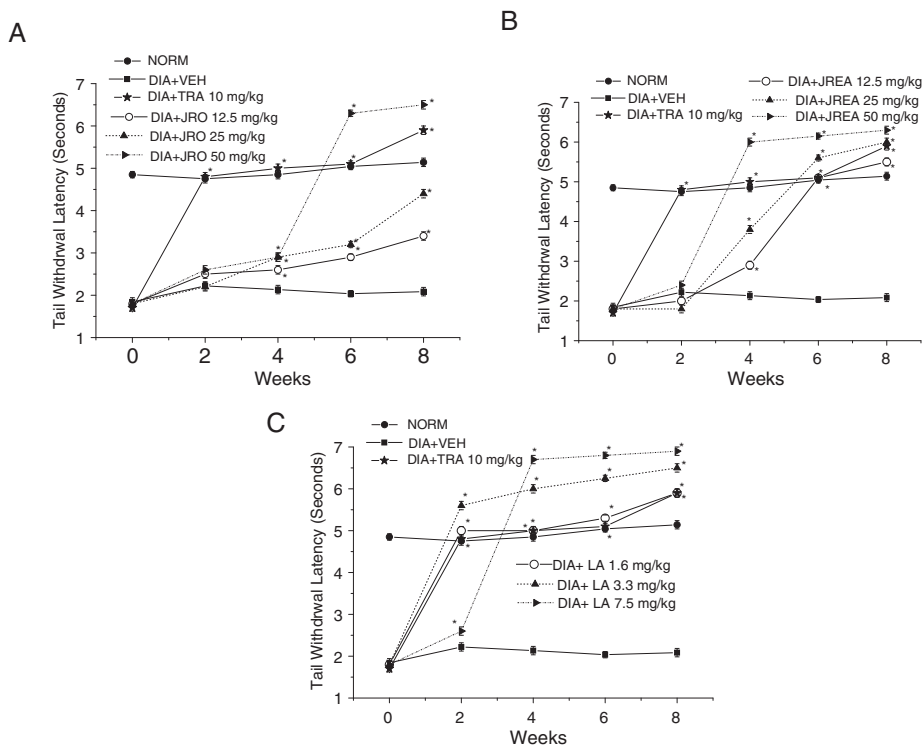 A
NORM
DIA+VEH
DIA+TRA 10 mg/kg
DIA+JRO 12.5 mg/kg
DIA+JRO 25 mg/kg
DIA+JRO 50 mg/kg
Tail Withdrwal Latency (Seconds)
7
6
5
4
3
2
1
0 2 4 6 8
Weeks
B
NORM
DIA+VEH
DIA+TRA 10 mg/kg
DIA+JREA 12.5 mg/kg
DIA+JREA 25 mg/kg
DIA+JREA 50 mg/kg
Tail Withdrwal Latency (Seconds)
7
6
5
4
3
2
1
0 2 4 6 8
Weeks
C
NORM
DIA+VEH
DIA+TRA 10 mg/kg
DIA+ LA 1.6 mg/kg
DIA+ LA 3.3 mg/kg
DIA+ LA 7.5 mg/kg
Tail Withdrwal Latency (Seconds)
7
6
5
4
3
2
1
0 2 4 6 8
Weeks